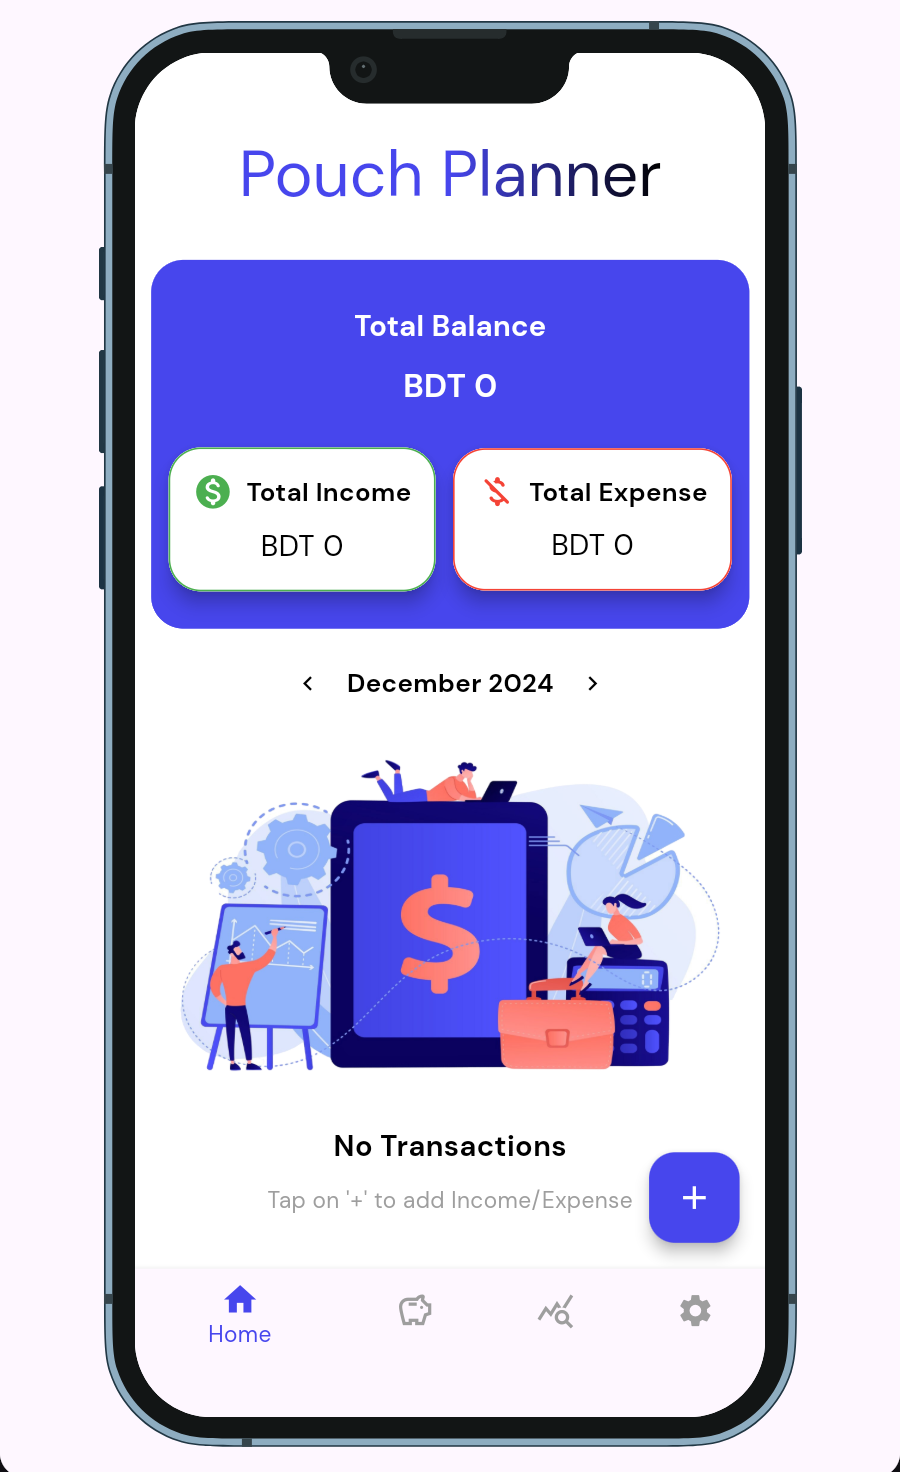 Pouch Planner
Total Balance
BDT 0
Total Income
BDT 0
Total Expense
BDT 0
December 2024
$
0
No Transactions
Tap on '+' to add Income/Expense
Home